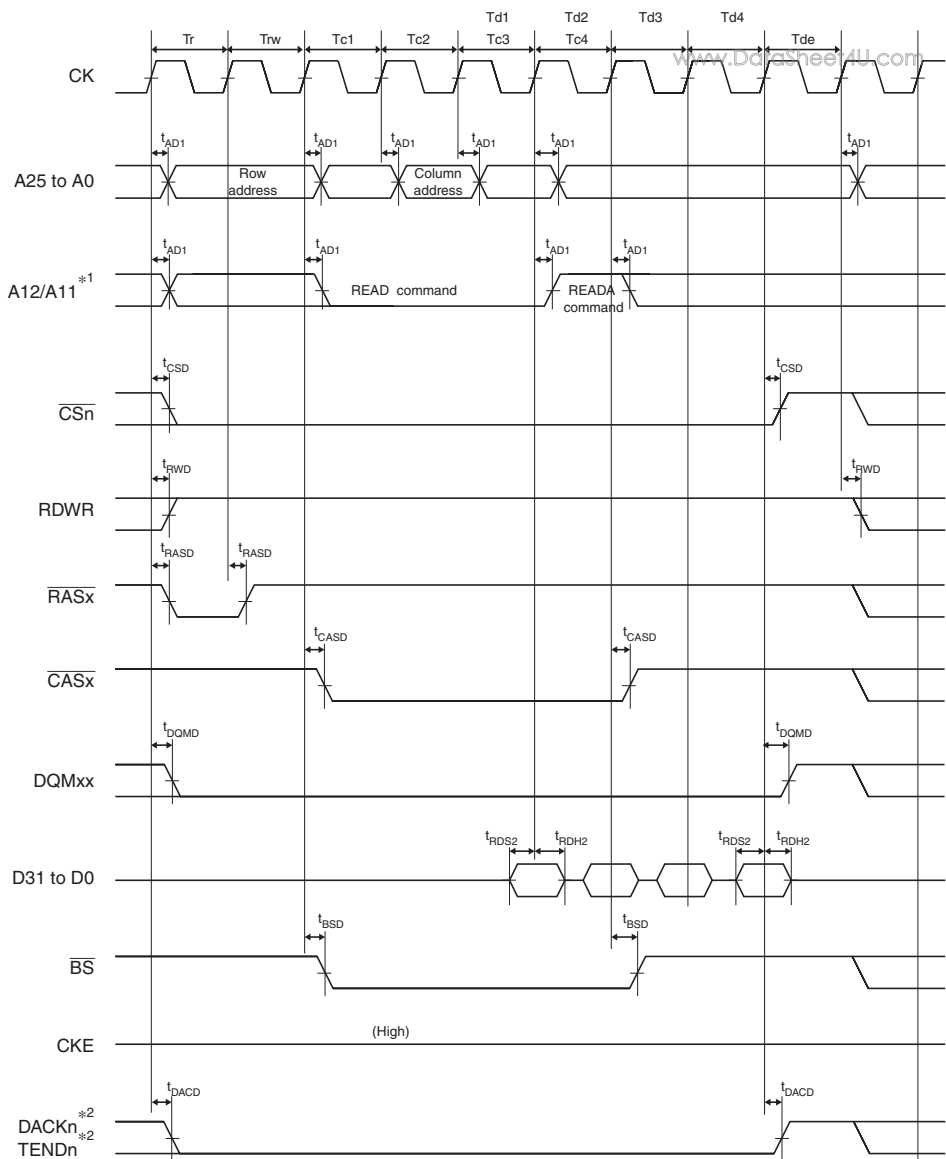 Td1 Td2 Td3 Td4
Tr Trw Tc1 Tc2 Tc3 Tc4 Tde
www.DataSheet4U.com
CK
tAD1 tAD1 tAD1 tAD1 tAD1 tAD1
A25 to A0
Row address
Column address
tAD1 tAD1 tAD1 tAD1
A12/A11 *1
READ command
READA command
tCSD tCSD
CSn
tRWD tRWD
RDWR
tRASD tRASD
RASx
tCASD tCASD
CASx
tDQMD tDQMD
DQMxx
tRDS2 tRDH2 tRDS2 tRDH2
D31 to D0
tBSD tBSD
BS
(High)
CKE
tDACD tDACD
DACKn *2
TENDn *2